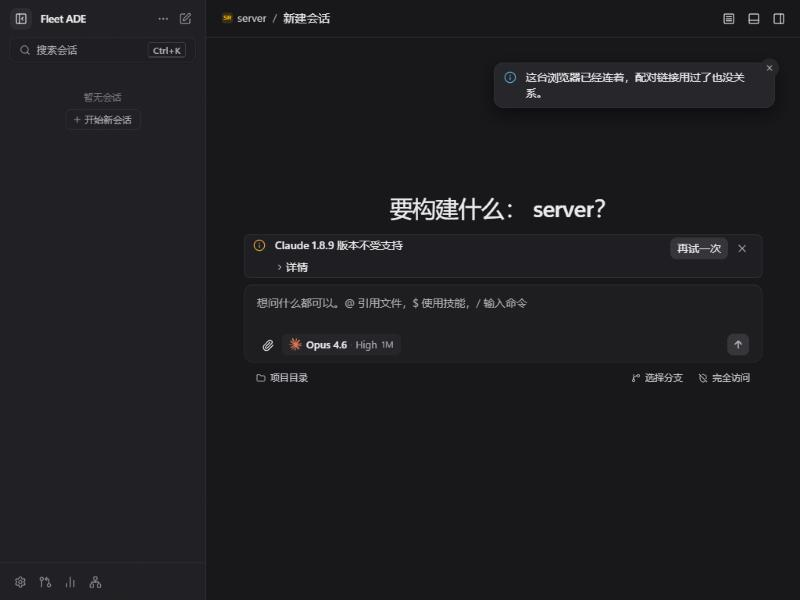 Fleet ADE
搜索会话
Ctrl+K
暂无会话
+ 开始新会话
SR server / 新建会话
这台浏览器已经连着，配对链接用过了也没关
系。
要构建什么： server？
Claude 1.8.9 版本不受支持
再试一次
详情
想问什么都可以。@ 引用文件，$ 使用技能，/ 输入命令
Opus 4.6 · High 1M
项目目录
选择分支
完全访问